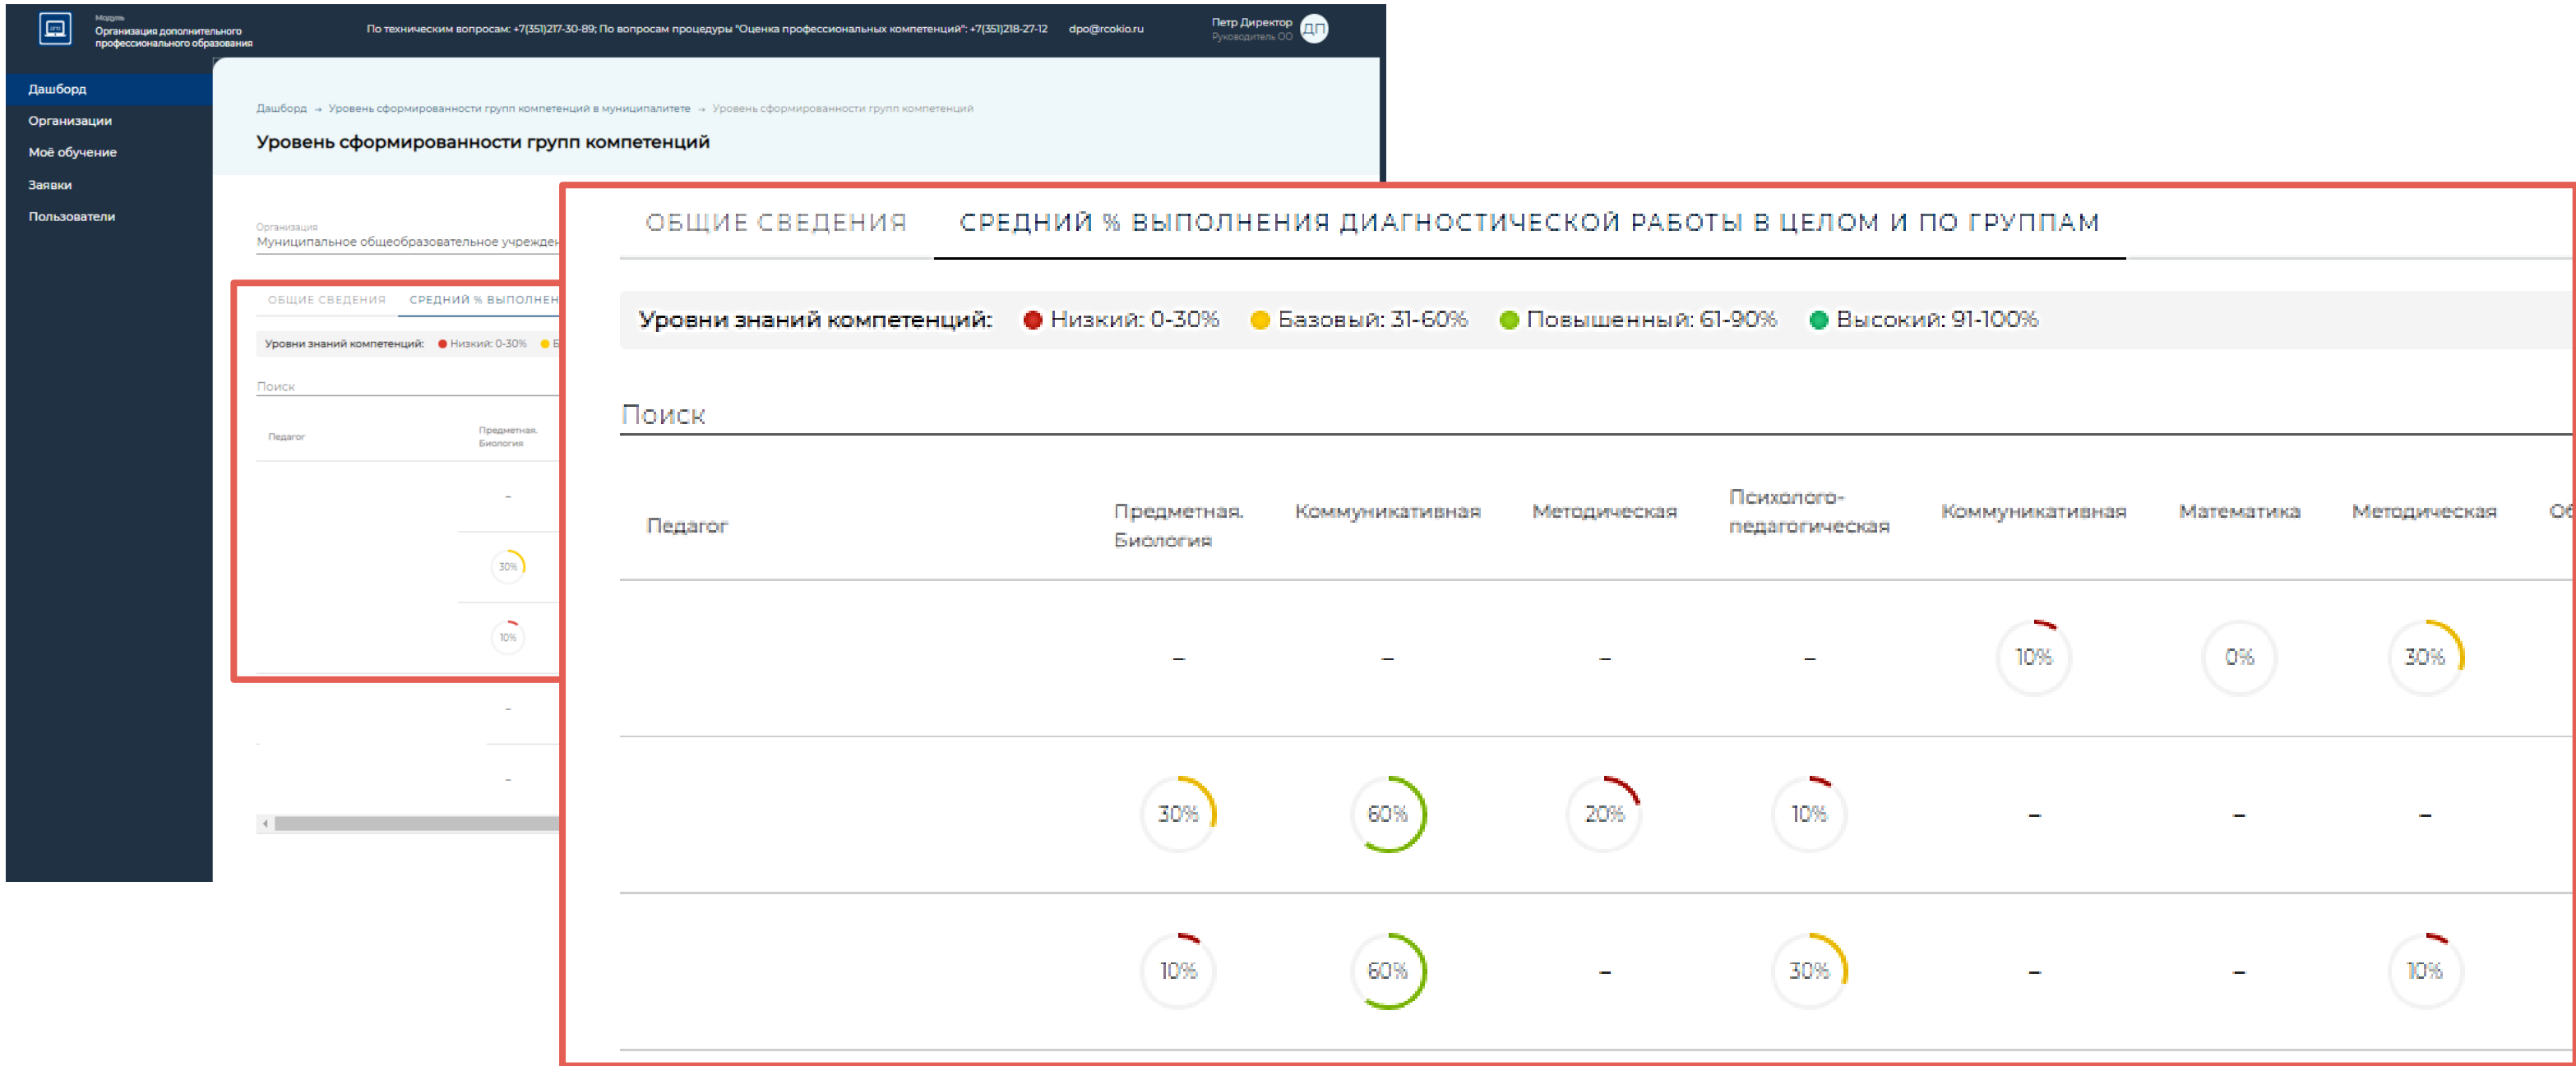 Модуль
Организация дополнительного
профессионального образования
По техническим вопросам: +7(351)217-30-89; По вопросам процедуры "Оценка профессиональных компетенций": +7(351)218-27-12 dpo@rcokio.ru
Петр Директор
Руководитель ОО
ДП
Дашборд
Организации
Моё обучение
Заявки
Пользователи
Дашборд → Уровень сформированности групп компетенций в муниципалитете → Уровень сформированности групп компетенций
Уровень сформированности групп компетенций
Организация
Муниципальное общеобразовательное
ОБЩИЕ СВЕДЕНИЯ СРЕДНИЙ %
Уровни знаний компетенций: Низкий: 0-30%
Поиск
Педагог
Предметная.
Биология
–
30%
10%
–
–
ОБЩИЕ СВЕДЕНИЯ СРЕДНИЙ % ВЫПОЛНЕНИЯ ДИАГНОСТИЧЕСКОЙ РАБОТЫ В ЦЕЛОМ И ПО ГРУППАМ
Уровни знаний компетенций: Низкий: 0-30% Базовый: 31-60% Повышенный: 61-90% Высокий: 91-100%
Поиск
Педагог
Предметная.
Биология
Коммуникативная
Методическая
Психолого-
педагогическая
Коммуникативная
Математика
Методическая
– – – – 10% 0% 30%
30% 60% 20% 10% – – –
10% 60% – 30% – – 10%